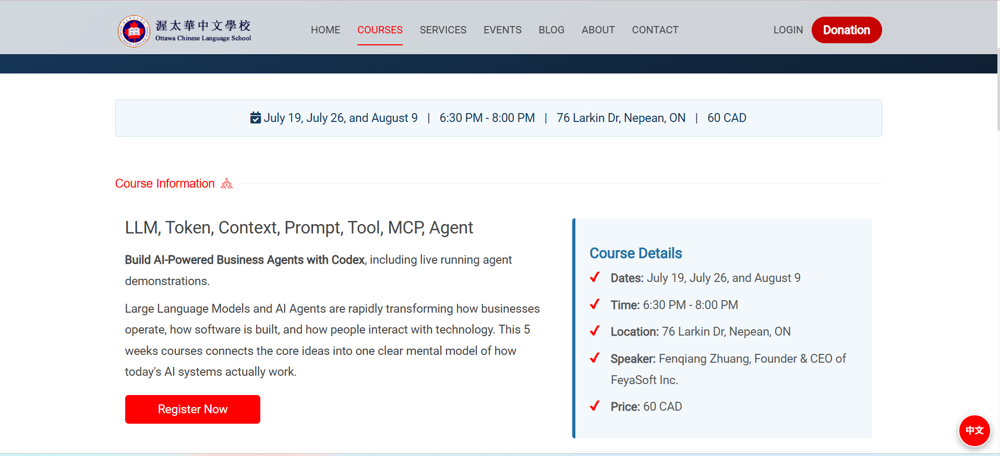 渥太華中文學校
Ottawa Chinese Language School
HOME COURSES SERVICES EVENTS BLOG ABOUT CONTACT LOGIN Donation
July 19, July 26, and August 9 | 6:30 PM - 8:00 PM | 76 Larkin Dr, Nepean, ON | 60 CAD
Course Information
LLM, Token, Context, Prompt, Tool, MCP, Agent
Build AI-Powered Business Agents with Codex, including live running agent
demonstrations.
Large Language Models and AI Agents are rapidly transforming how businesses
operate, how software is built, and how people interact with technology. This 5
weeks courses connects the core ideas into one clear mental model of how
today's AI systems actually work.
Register Now
Course Details
Dates: July 19, July 26, and August 9
Time: 6:30 PM - 8:00 PM
Location: 76 Larkin Dr, Nepean, ON
Speaker: Fenqiang Zhuang, Founder & CEO of
FeyaSoft Inc.
Price: 60 CAD
中文